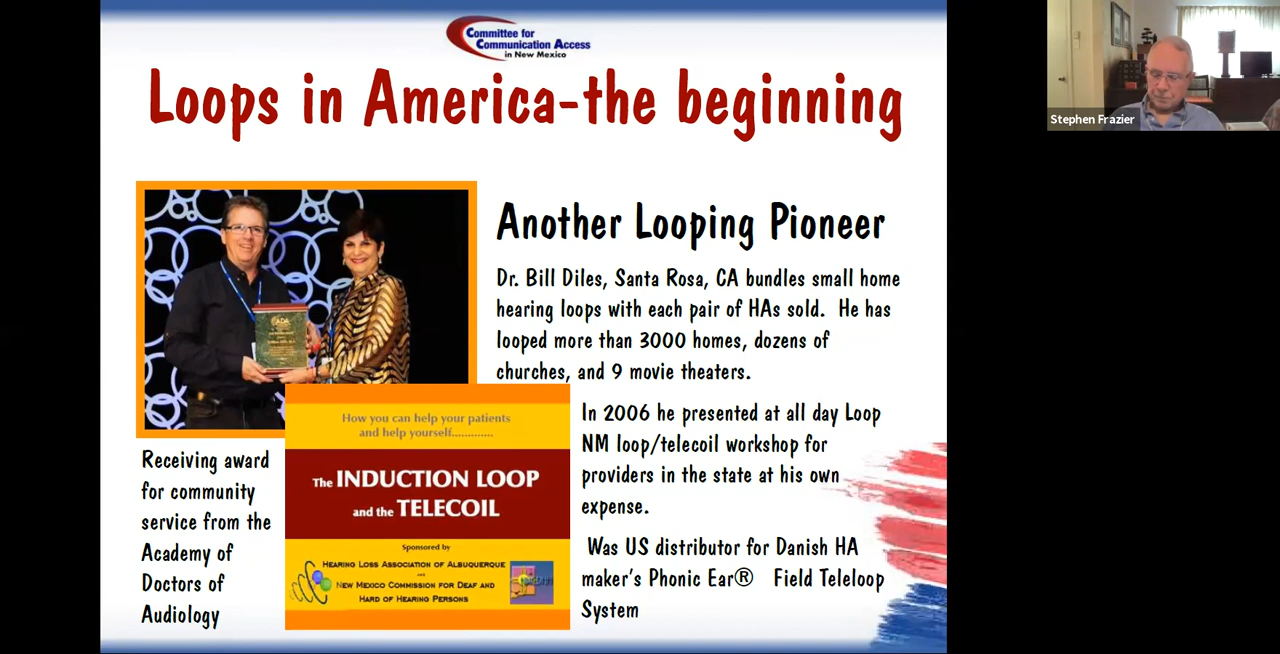 Committee for
Communication Access
in New Mexico
Loops in America-the beginning
Stephen Frazier
Another Looping Pioneer
Dr. Bill Diles, Santa Rosa, CA bundles small home
hearing loops with each pair of HAs sold. He has
looped more than 3000 homes, dozens of
churches, and 9 movie theaters.
In 2006 he presented at all day Loop
NM loop/telecoil workshop for
providers in the state at his own
expense.
Was US distributor for Danish HA
maker's Phonic Ear® Field Teleloop
System
Receiving award
for community
service from the
Academy of
Doctors of
Audiology
How you can help your patients
and help yourself.............
The INDUCTION LOOP
and the TELECOIL
Sponsored by
HEARING LOSS ASSOCIATION OF ALBUQUERQUE
AND
NEW MEXICO COMMISSION FOR DEAF AND
HARD OF HEARING PERSONS
ADA